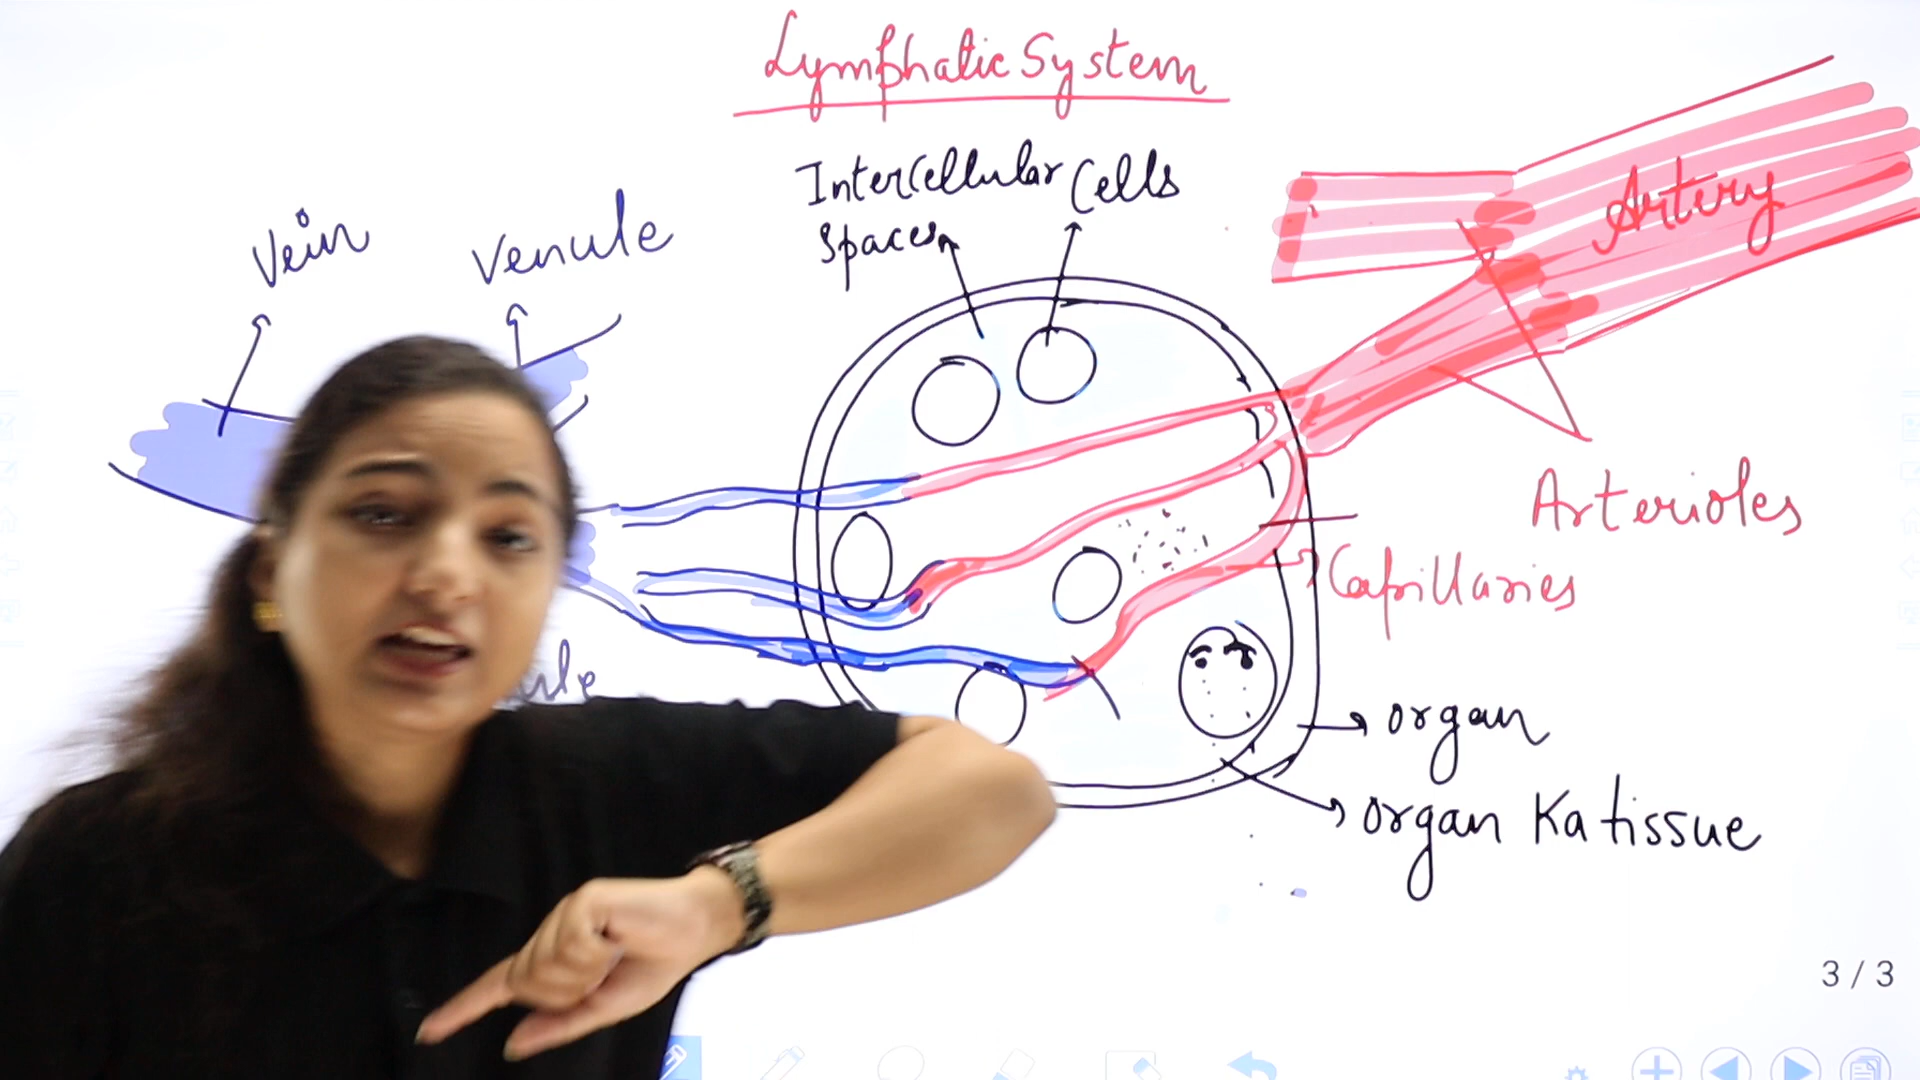 Lymphatic System
Intercellular Cells
Spaces
Vein
Venule
Artery
Arterioles
Capillaries
organ
organ Ka tissue
3 / 3